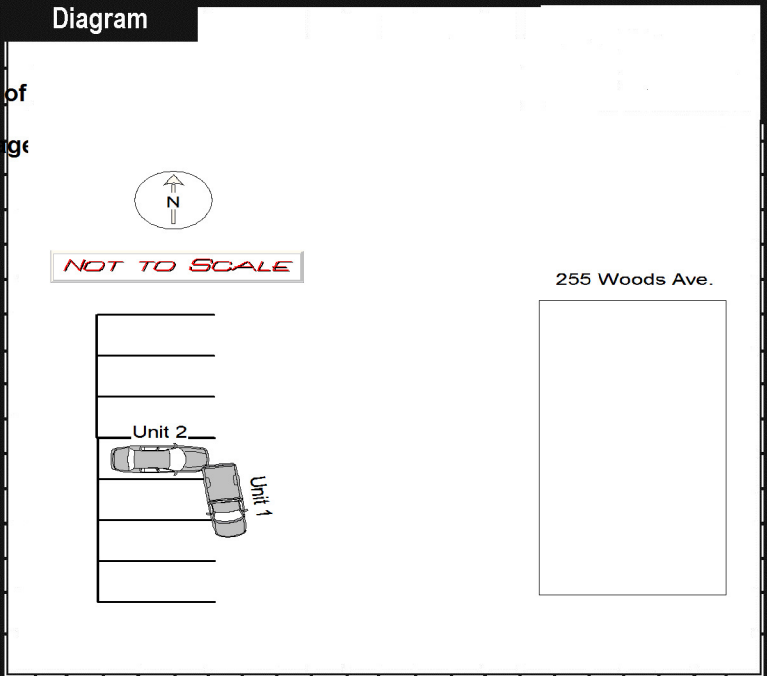 Diagram
of
N
NOT TO SCALE
255 Woods Ave.
Unit 2
Unit 1